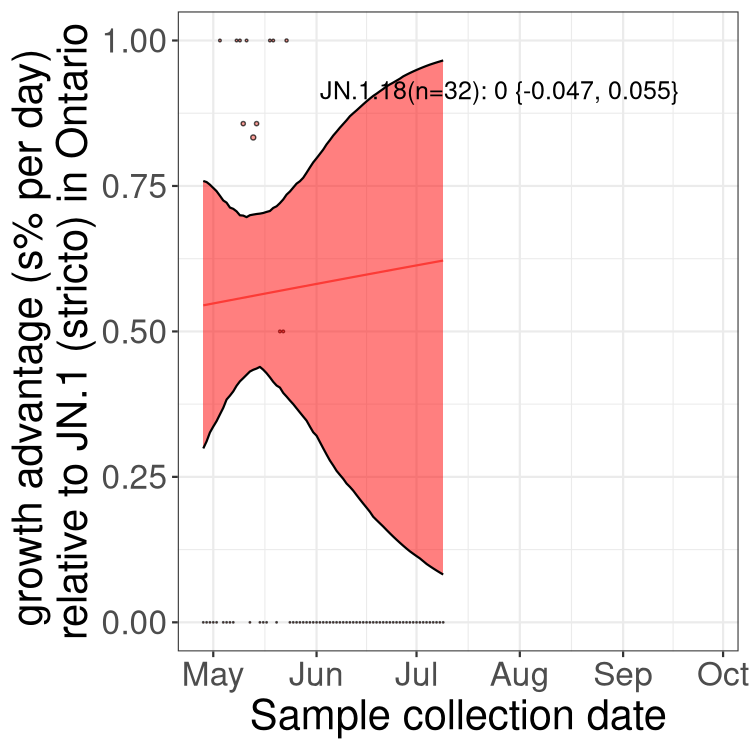 growth advantage (s% per day)
relative to JN.1 (stricto) in Ontario
1.00
0.75
0.50
0.25
0.00
JN.1.18(n=32): 0 {-0.047, 0.055}
May Jun Jul Aug Sep Oct
Sample collection date